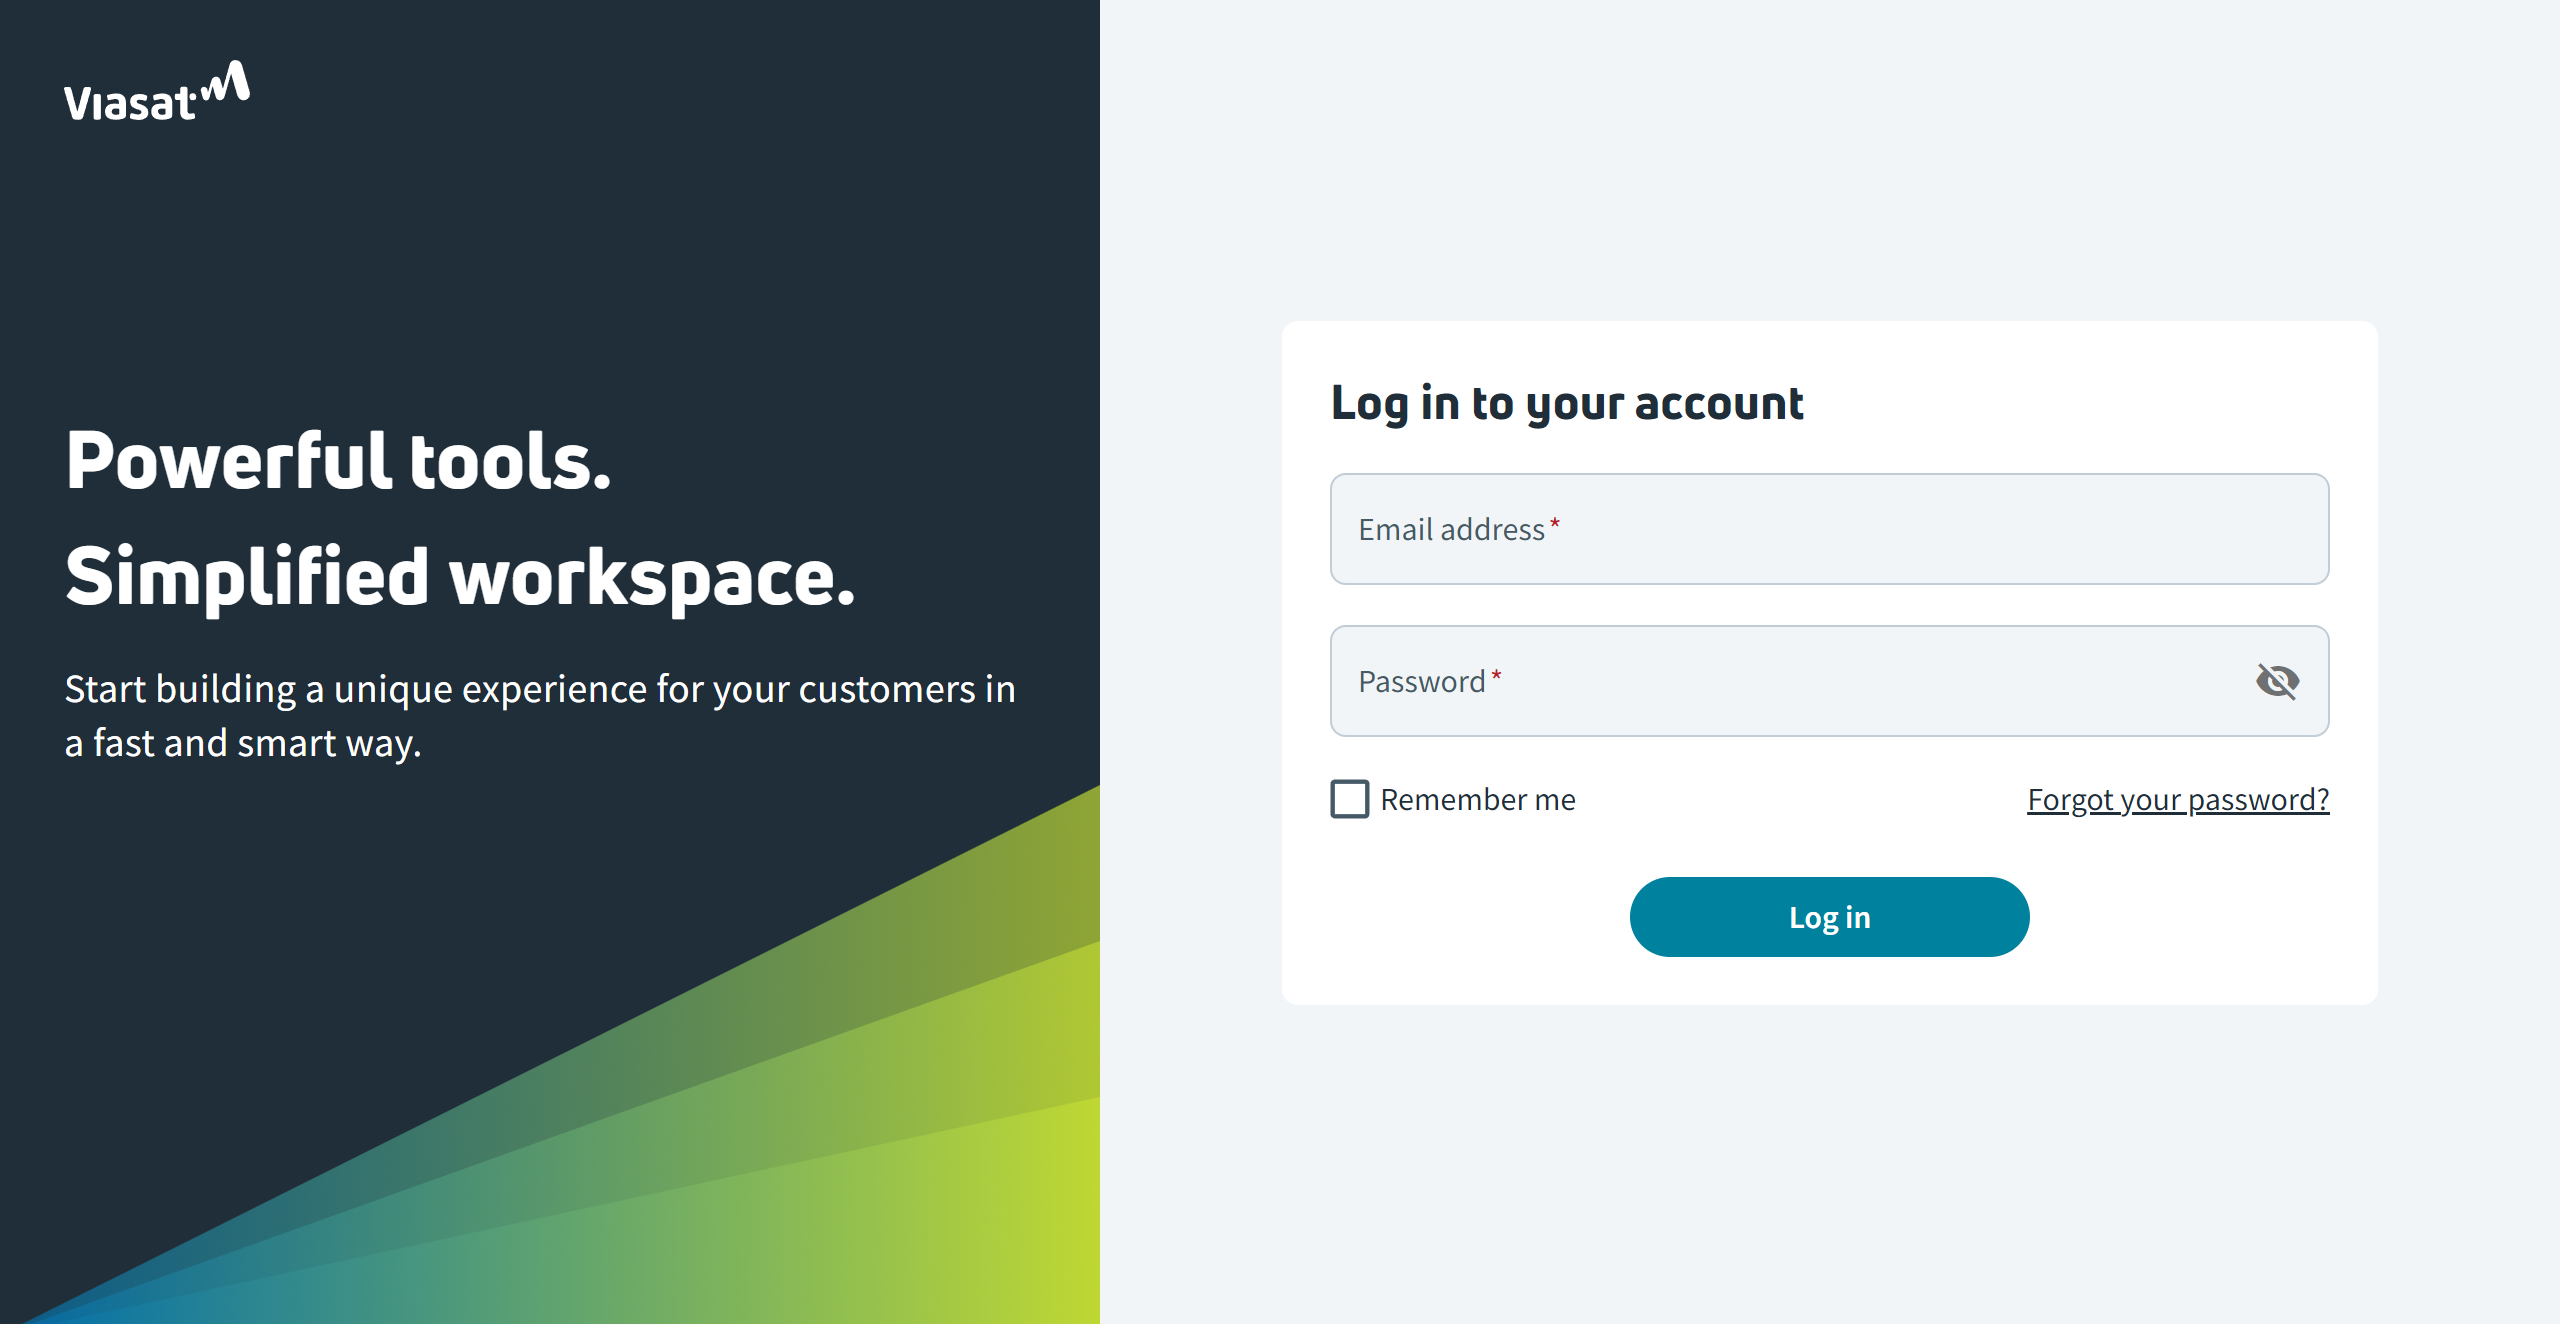 Viasat
Powerful tools.
Simplified workspace.
Start building a unique experience for your customers in
a fast and smart way.
Log in to your account
Email address*
Password*
Remember me
Forgot your password?
Log in